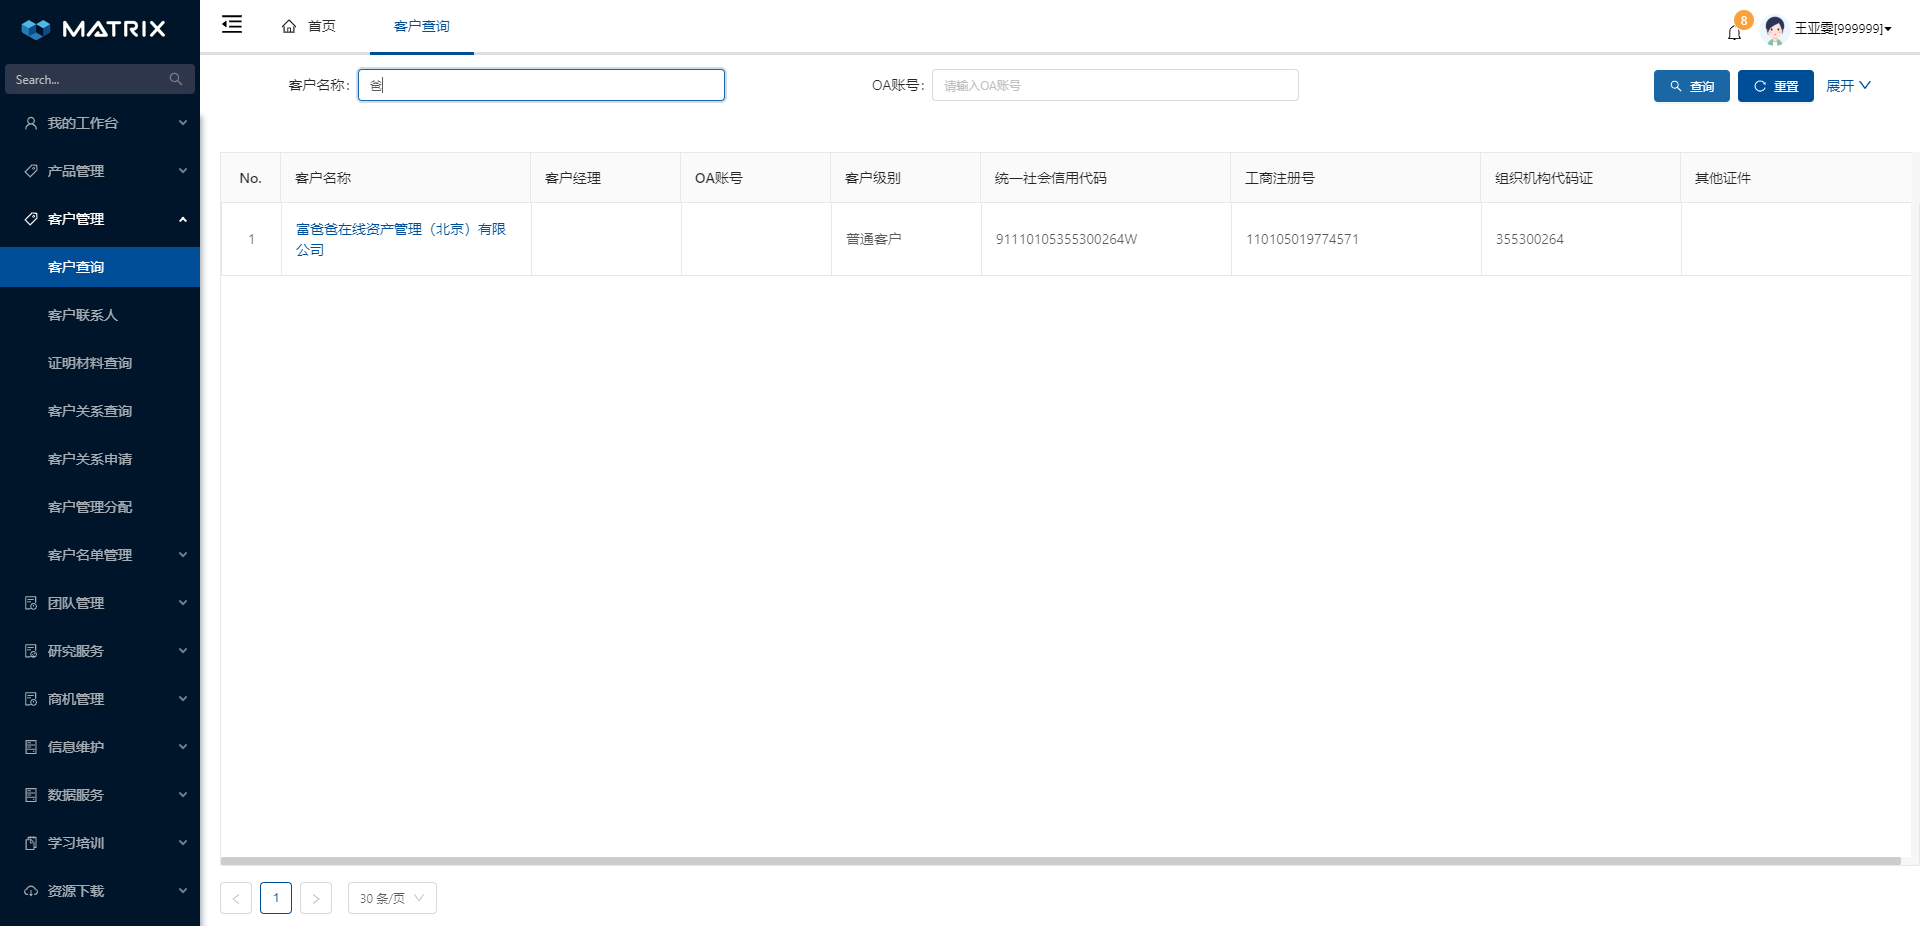 MATRIX
首页
客户查询
8
王亚雯[999999]
Search...
客户名称：
爸
OA账号：
请输入OA账号
查询
重置
展开
我的工作台
产品管理
客户管理
客户查询
客户联系人
证明材料查询
客户关系查询
客户关系申请
客户管理分配
客户名单管理
团队管理
研究服务
商机管理
信息维护
数据服务
学习培训
资源下载
No.
客户名称
客户经理
OA账号
客户级别
统一社会信用代码
工商注册号
组织机构代码证
其他证件
1
富爸爸在线资产管理（北京）有限
公司
普通客户
91110105355300264W
110105019774571
355300264
<
1
>
30 条/页